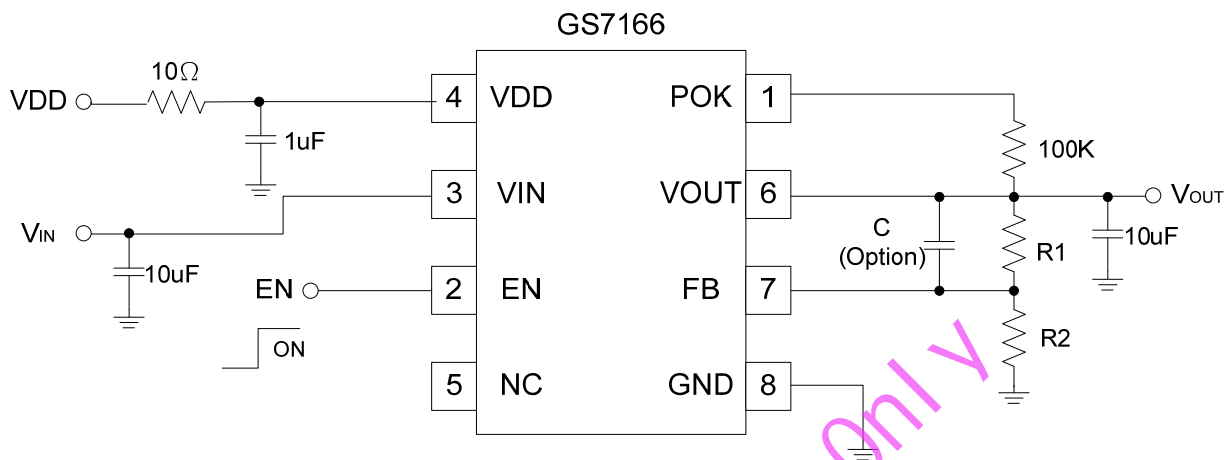 GS7166
VDD
10Ω
1uF
4 VDD
POK 1
100K
VIN
10uF
3 VIN
VOUT 6
C
(Option)
R1
10uF
VOUT
EN
ON
2 EN
FB 7
R2
5 NC
GND 8
Only